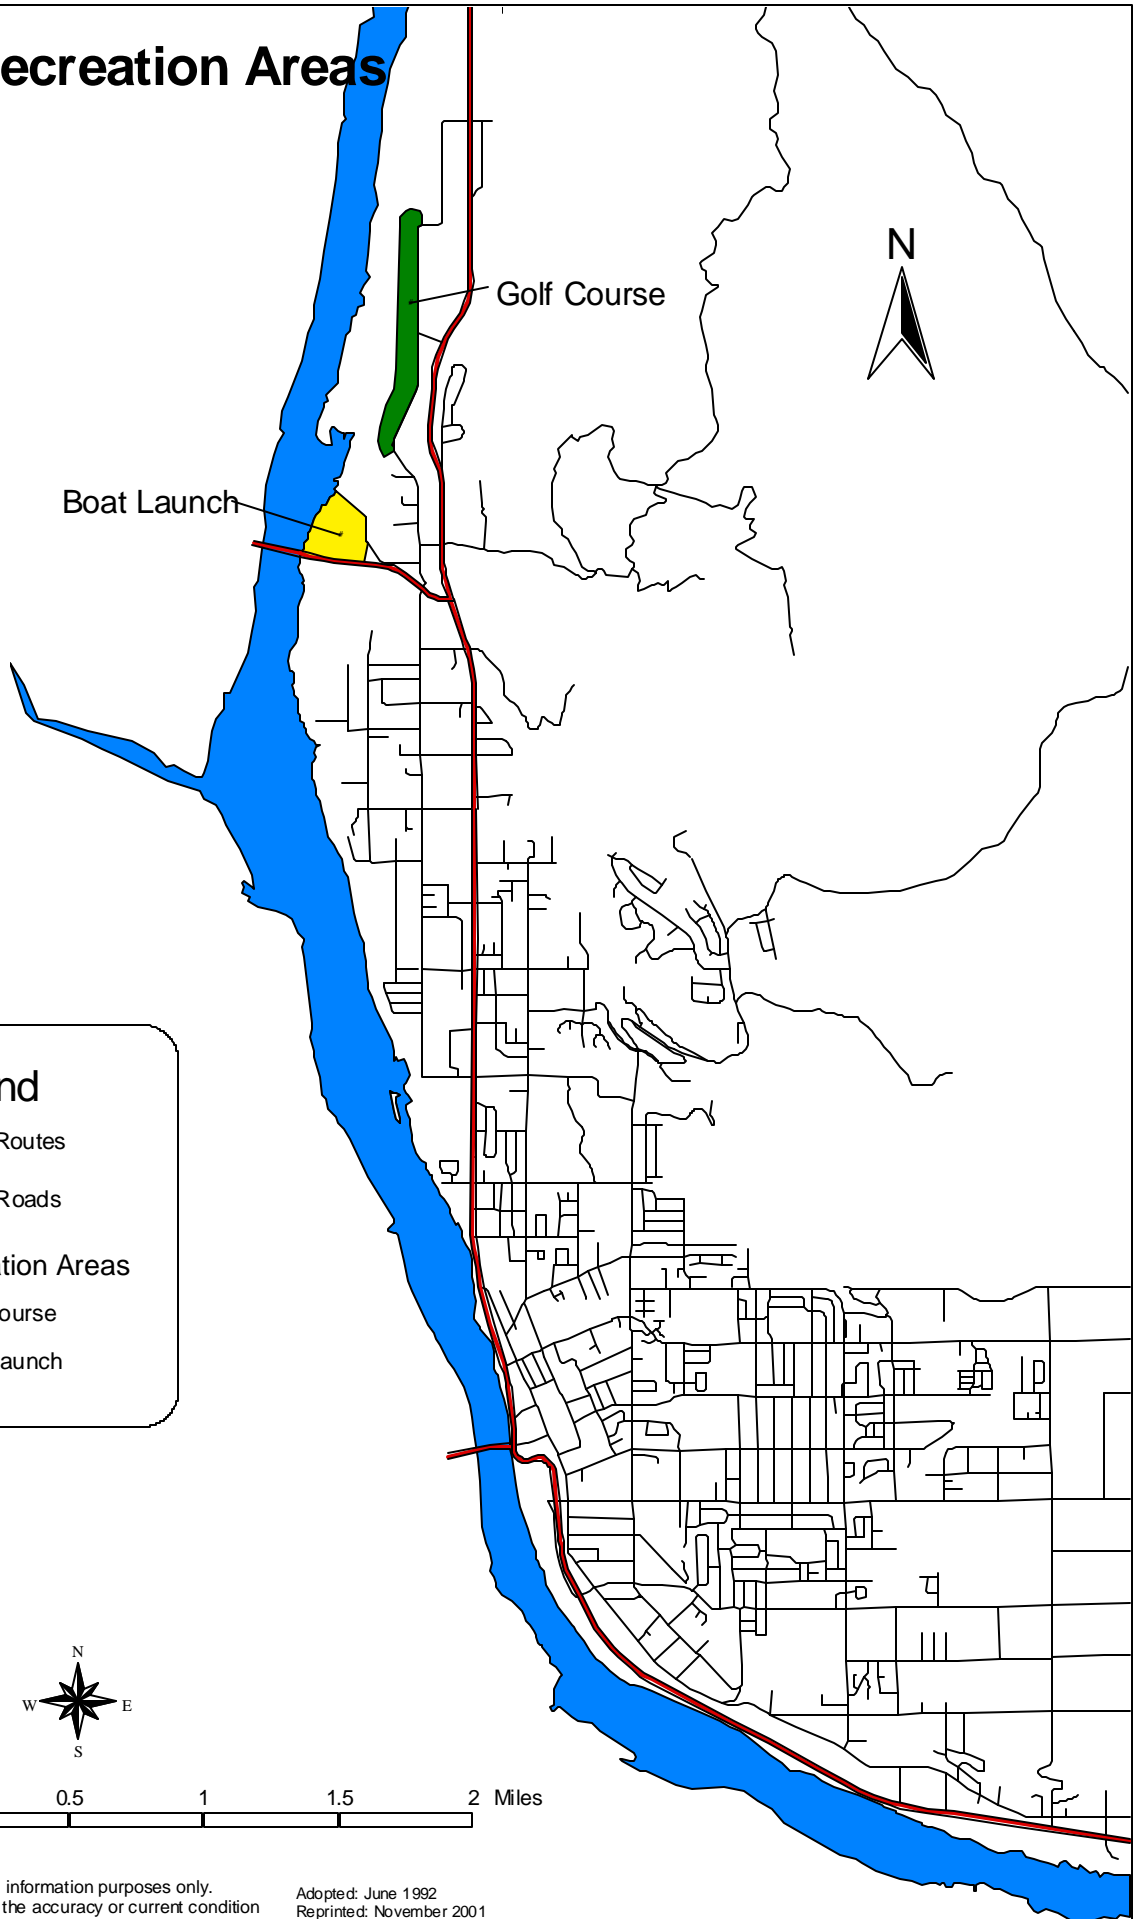 ecreation Areas
N
Golf Course
Boat Launch
nd
Routes
Roads
tion Areas
ourse
aunch
N
W E
S
0.5 1 1.5 2 Miles
information purposes only.
the accuracy or current condition
Adopted: June 1992
Reprinted: November 2001